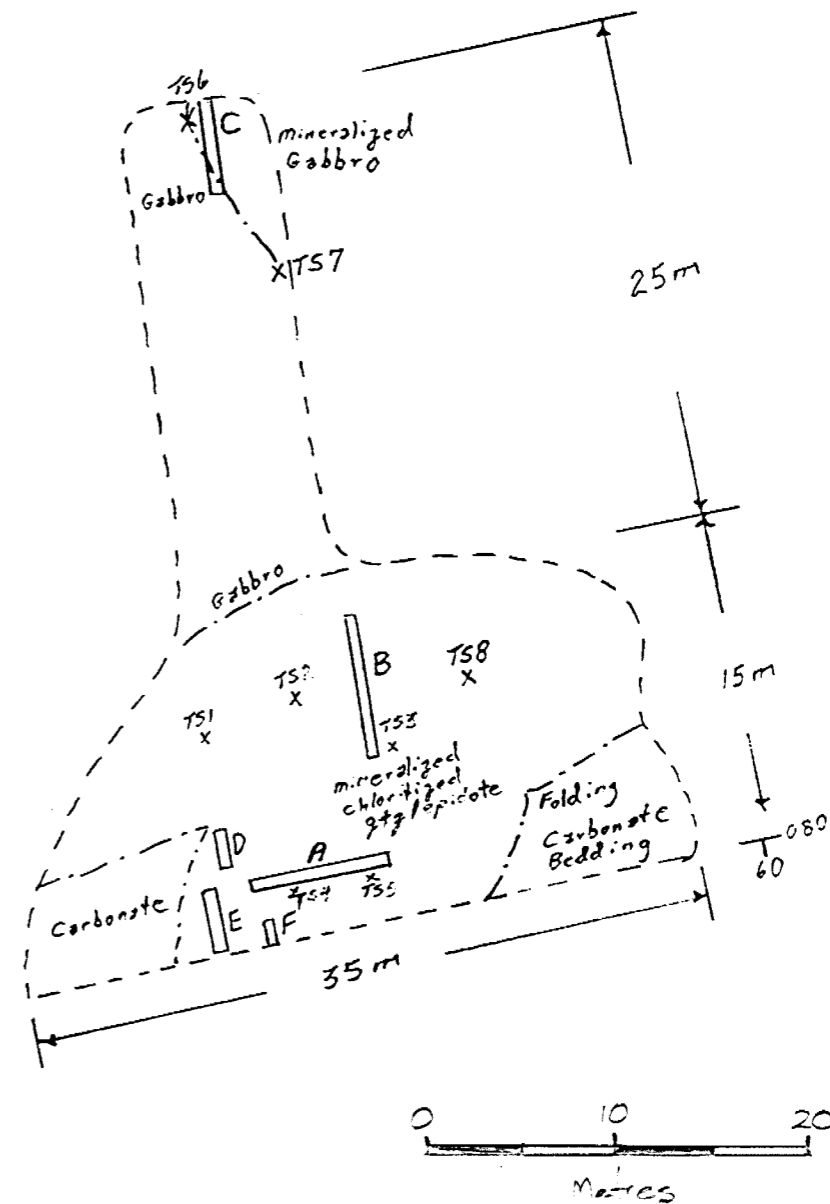 TS6
C
mineralized
Gabbro
Gabbro
TS7
25m
Gabbro
TS2
B
TS8
TS1
TS3
15m
mineralized
chloritized
qtz/epidote
Folding
Carbonate
Bedding
080
60
D
A
Carbonate
E
TS4
TS5
F
35m
0 10 20
Metres